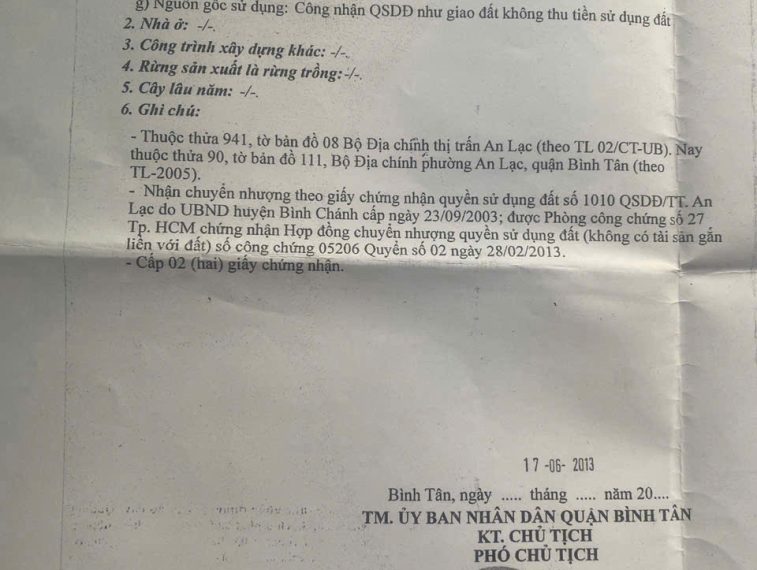 g) Nguồn gốc sử dụng: Công nhận QSDĐ như giao đất không thu tiền sử dụng đất
2. Nhà ở: -/-.
3. Công trình xây dựng khác: -/-.
4. Rừng sản xuất là rừng trồng: -/-.
5. Cây lâu năm: -/-.
6. Ghi chú:
- Thuộc thửa 941, tờ bản đồ 08 Bộ Địa chính thị trấn An Lạc (theo TL 02/CT-UB). Nay
thuộc thửa 90, tờ bản đồ 111, Bộ Địa chính phường An Lạc, quận Bình Tân (theo
TL-2005).
- Nhận chuyển nhượng theo giấy chứng nhận quyền sử dụng đất số 1010 QSDĐ/TT. An
Lạc do UBND huyện Bình Chánh cấp ngày 23/09/2003; được Phòng công chứng số 27
Tp. HCM chứng nhận Hợp đồng chuyển nhượng quyền sử dụng đất (không có tài sản gắn
liền với đất) số công chứng 05206 Quyển số 02 ngày 28/02/2013.
- Cấp 02 (hai) giấy chứng nhận.
17 -06- 2013
Bình Tân, ngày ..... tháng ..... năm 20....
TM. ỦY BAN NHÂN DÂN QUẬN BÌNH TÂN
KT. CHỦ TỊCH
PHÓ CHỦ TỊCH